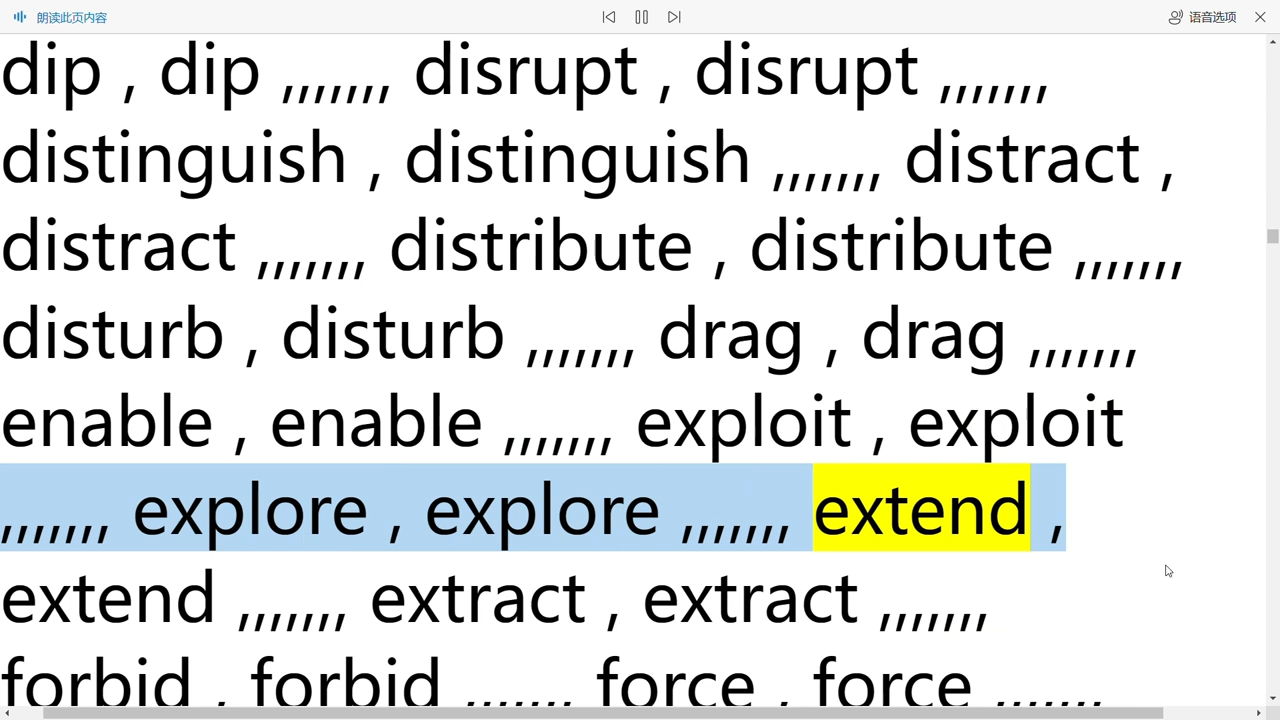 朗读此页内容 语音选项
dip , dip ,,,,,,, disrupt , disrupt ,,,,,,,
distinguish , distinguish ,,,,,,, distract ,
distract ,,,,,,, distribute , distribute ,,,,,,,
disturb , disturb ,,,,,,, drag , drag ,,,,,,,
enable , enable ,,,,,,, exploit , exploit
,,,,,,, explore , explore ,,,,,,, extend ,
extend ,,,,,,, extract , extract ,,,,,,,
forbid , forbid ,,,,,,, force , force ,,,,,,,